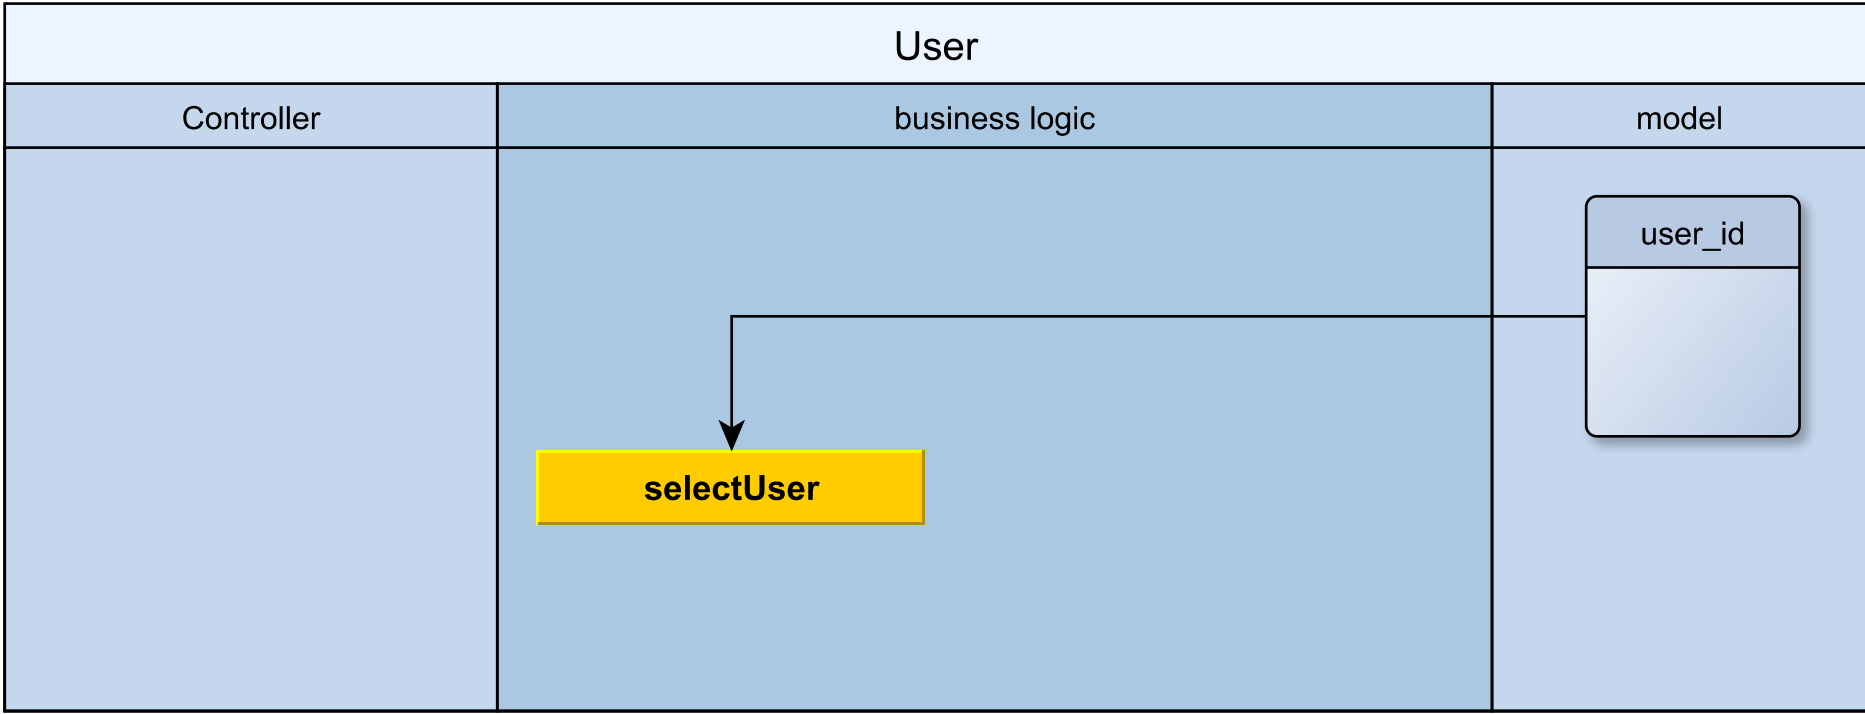 User
Controller
business logic
model
user_id
selectUser